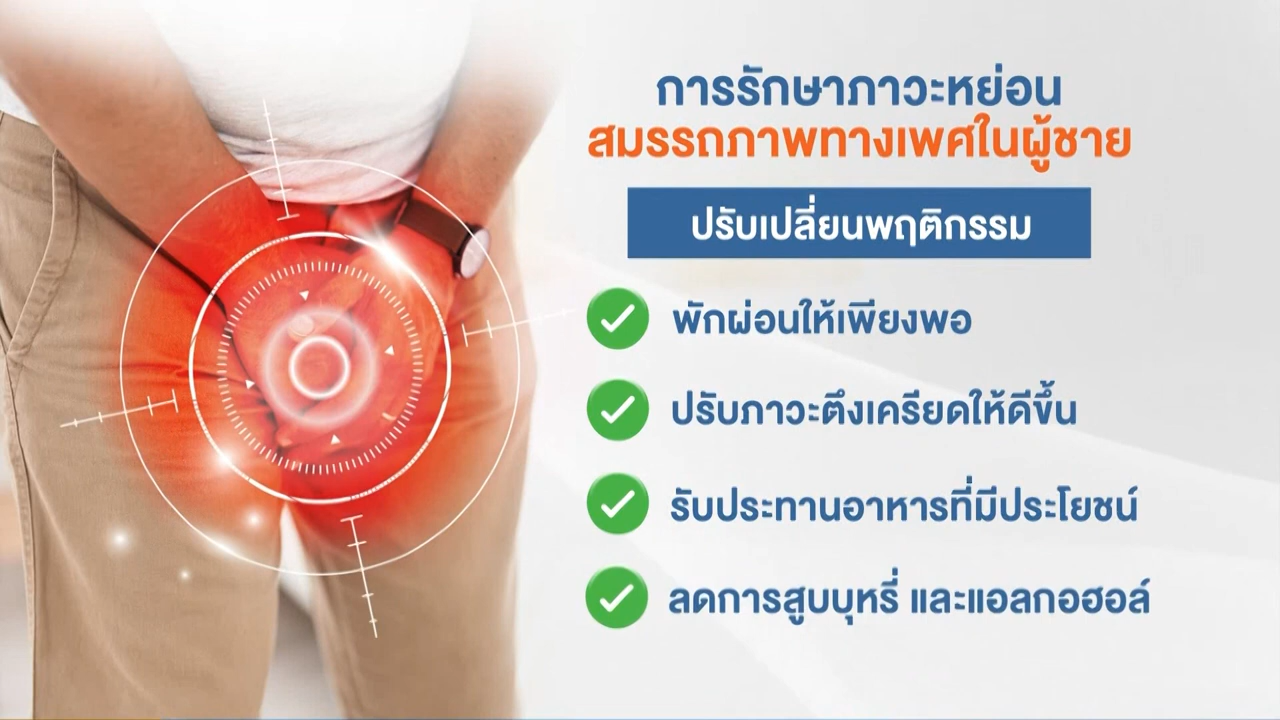 การรักษาภาวะหย่อน
สมรรถภาพทางเพศในผู้ชาย
ปรับเปลี่ยนพฤติกรรม
พักผ่อนให้เพียงพอ
ปรับภาวะตึงเครียดให้ดีขึ้น
รับประทานอาหารที่มีประโยชน์
ลดการสูบบุหรี่ และแอลกอฮอล์